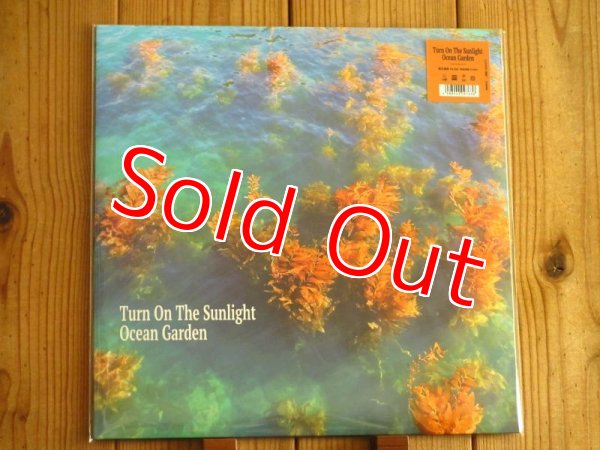 Turn On The Sunlight
Ocean Garden
Sold Out
Turn On The Sunlight
Ocean Garden